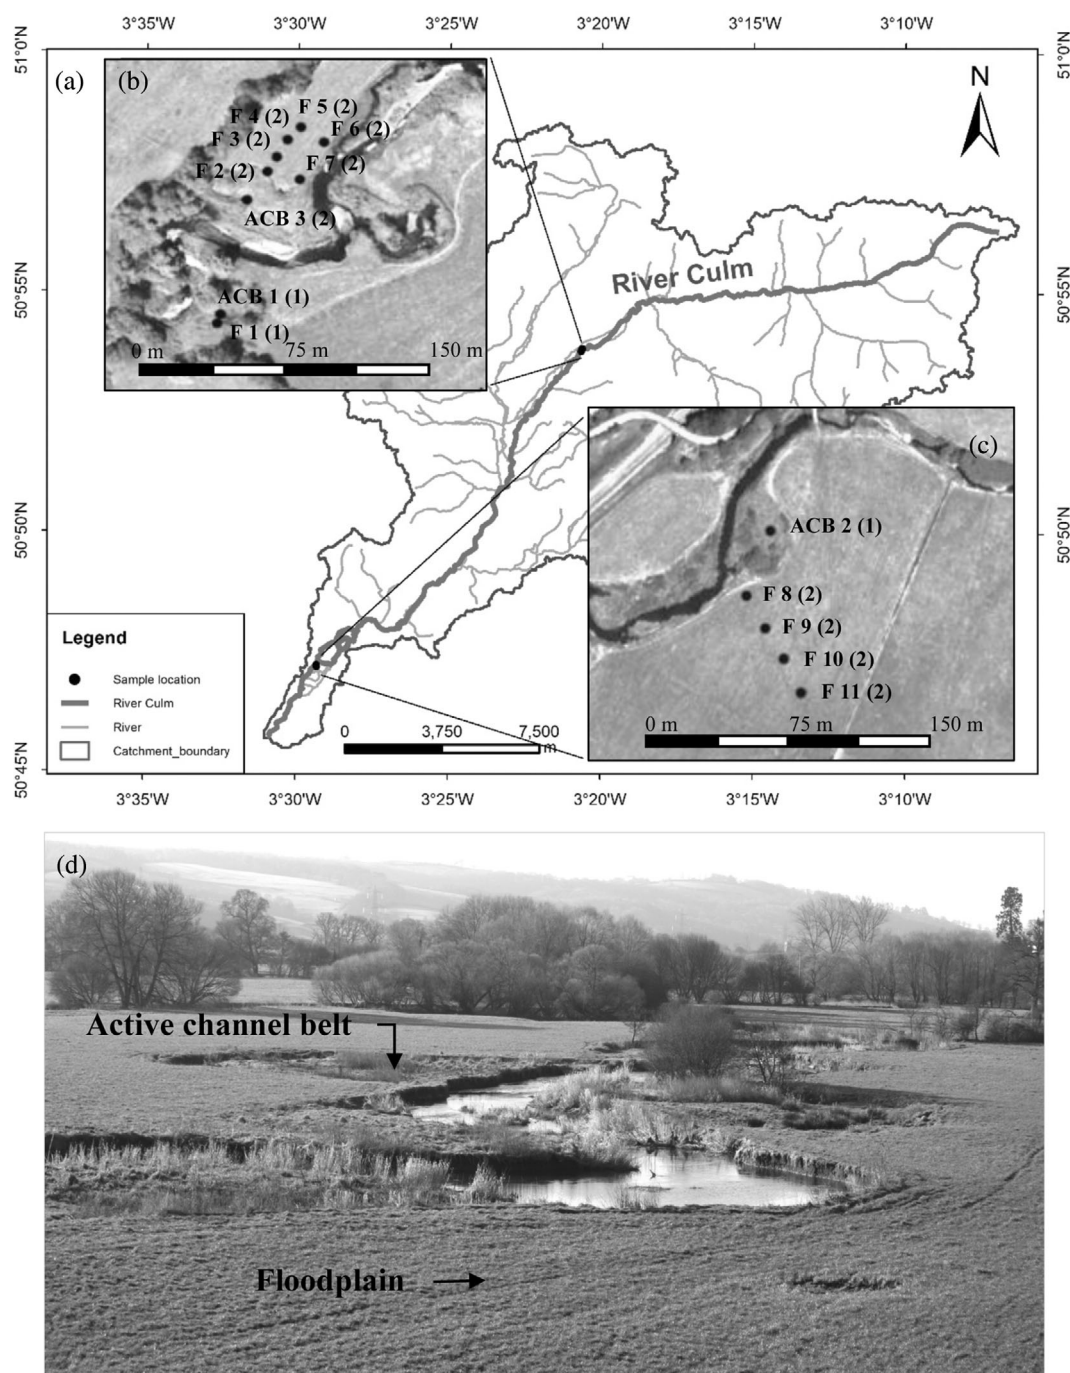 3°35'W 3°30'W 3°25'W 3°20'W 3°15'W 3°10'W
51°0'N
51°0'N
(a)
(b)
N
F 5 (2)
F 4 (2)
F 6 (2)
F 3 (2)
F 7 (2)
F 2 (2)
ACB 3 (2)
ACB 1 (1)
F 1 (1)
0 m 75 m 150 m
River Culm
50°55'N
50°55'N
(c)
ACB 2 (1)
F 8 (2)
F 9 (2)
F 10 (2)
F 11 (2)
0 m 75 m 150 m
50°50'N
50°50'N
Legend
Sample location
River Culm
River
Catchment_boundary
0 3,750 7,500
m
50°45'N
50°45'N
3°35'W 3°30'W 3°25'W 3°20'W 3°15'W 3°10'W
(d)
Active channel belt
Floodplain